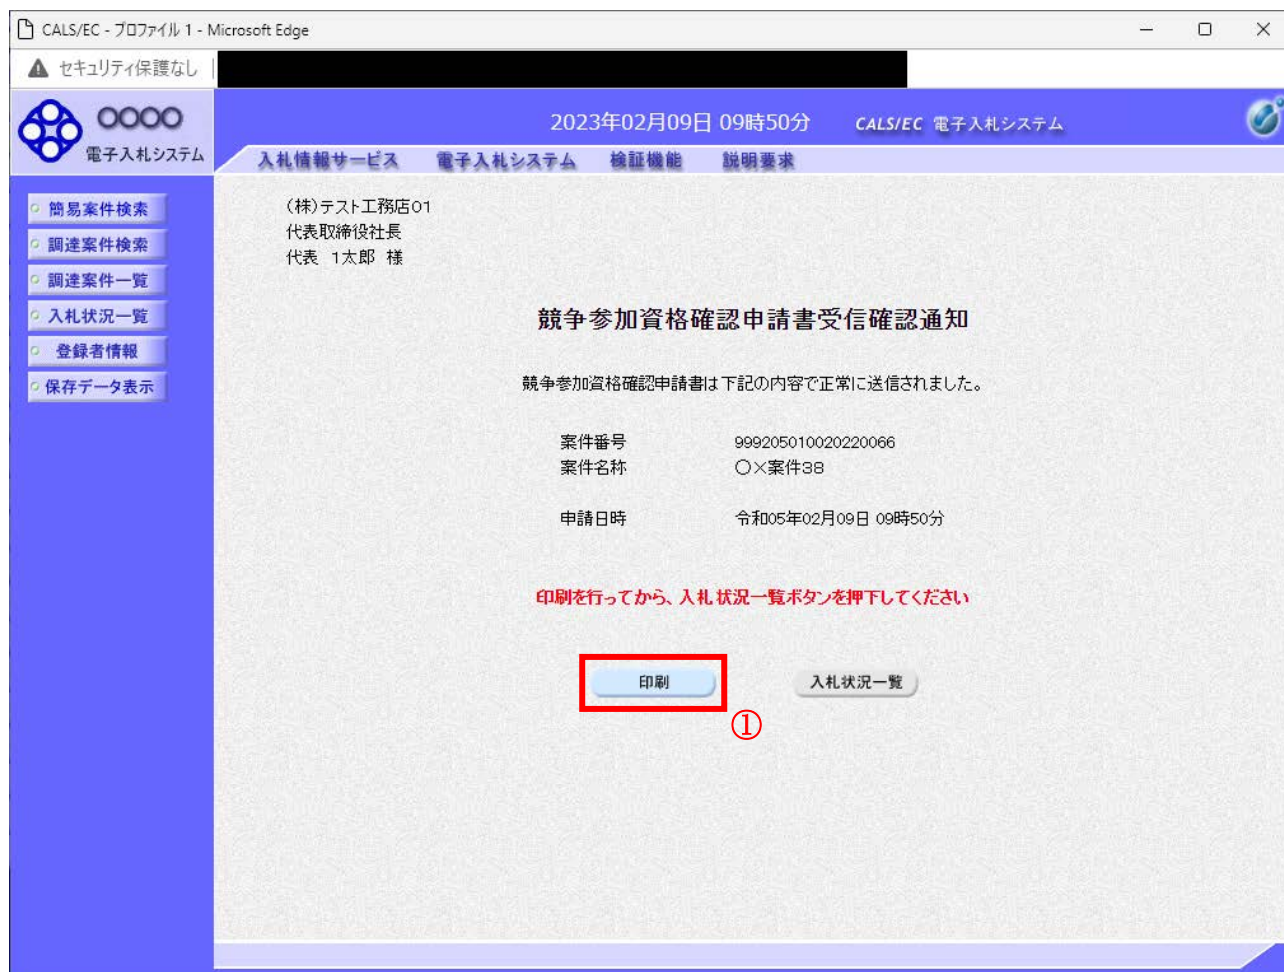 CALS/EC - プロファイル 1 - Microsoft Edge
セキュリティ保護なし
○○○○
電子入札システム
2023年02月09日 09時50分 CALS/EC 電子入札システム
入札情報サービス 電子入札システム 検証機能 説明要求
簡易案件検索
調達案件検索
調達案件一覧
入札状況一覧
登録者情報
保存データ表示
(株)テスト工務店01
代表取締役社長
代表 1太郎 様
競争参加資格確認申請書受信確認通知
競争参加資格確認申請書は下記の内容で正常に送信されました。
案件番号 999205010020220066
案件名称 ○×案件38
申請日時 令和05年02月09日 09時50分
印刷を行ってから、入札状況一覧ボタンを押下してください
印刷 入札状況一覧
①